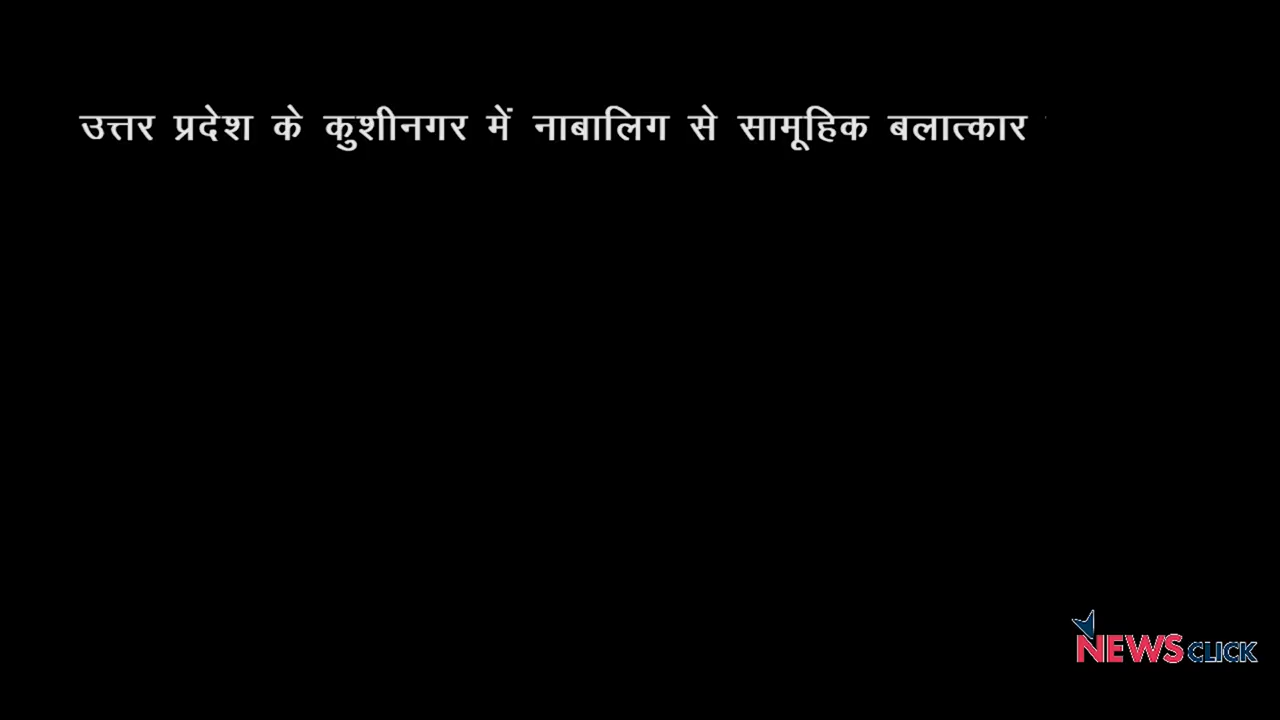 उत्तर प्रदेश के कुशीनगर में नाबालिग से सामूहिक बलात्कार
NEWSCLICK